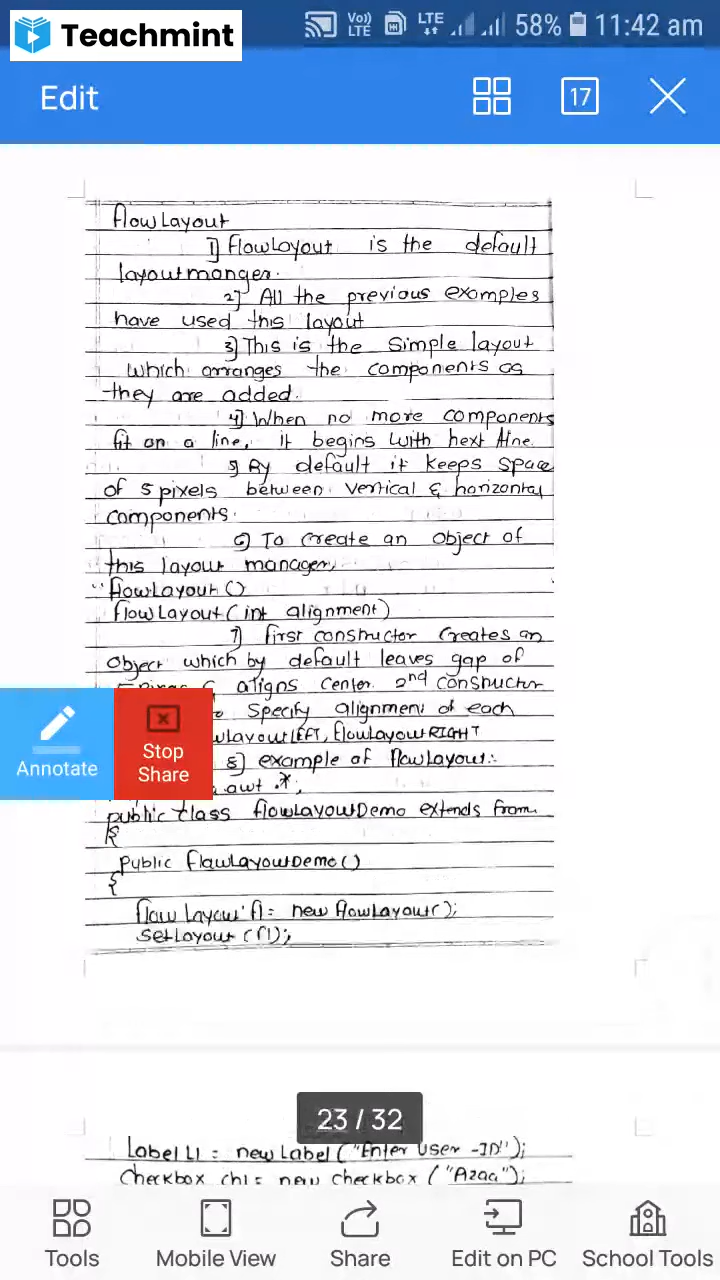 Teachmint
Vo)) LTE LTE 58% 11:42 am
Edit
17
flowLayout
1] flowLayout is the default
layoutmanger.
2] All the previous examples
have used this layout
3] This is the simple layout
which arranges the components as
they are added.
4] When no more components
fit on a line, it begins with next line
5] By default it keeps space
of 5 pixels between vertical & horizontal
components.
6) To create an object of
this layout manager,
flowLayout ()
flowLayout (int alignment)
7] first constructor creates an
object which by default leaves gap of
& aligns center 2nd constuctor
specify alignment of each
wLayoutLEFT, flowLayoutRIGHT
8] example of flowLayout:
.awt .*;
public class flowLayoutDemo extends from
{
public flowLayoutDemo ()
{
flow Layout fl = new flowLayout();
setLayout (fl);
Annotate
Stop
Share
23 / 32
Label L1 = new Label ("Enter User -ID");
checkbox ch1 = new checkbox
Tools
Mobile View
Share
Edit on PC
School Tools